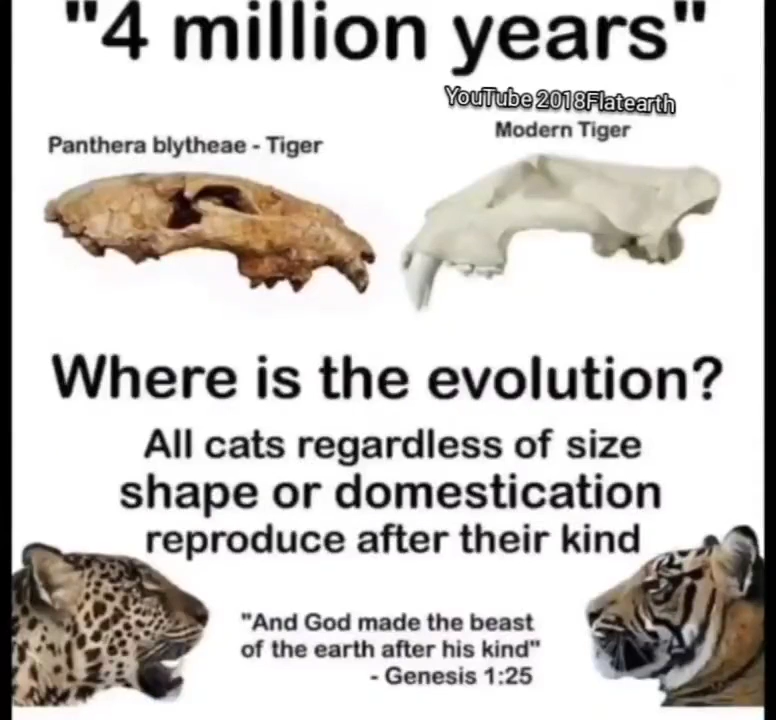 "4 million years"
YouTube 2018Flatearth
Modern Tiger
Panthera blytheae - Tiger
Where is the evolution?
All cats regardless of size
shape or domestication
reproduce after their kind
"And God made the beast
of the earth after his kind"
- Genesis 1:25